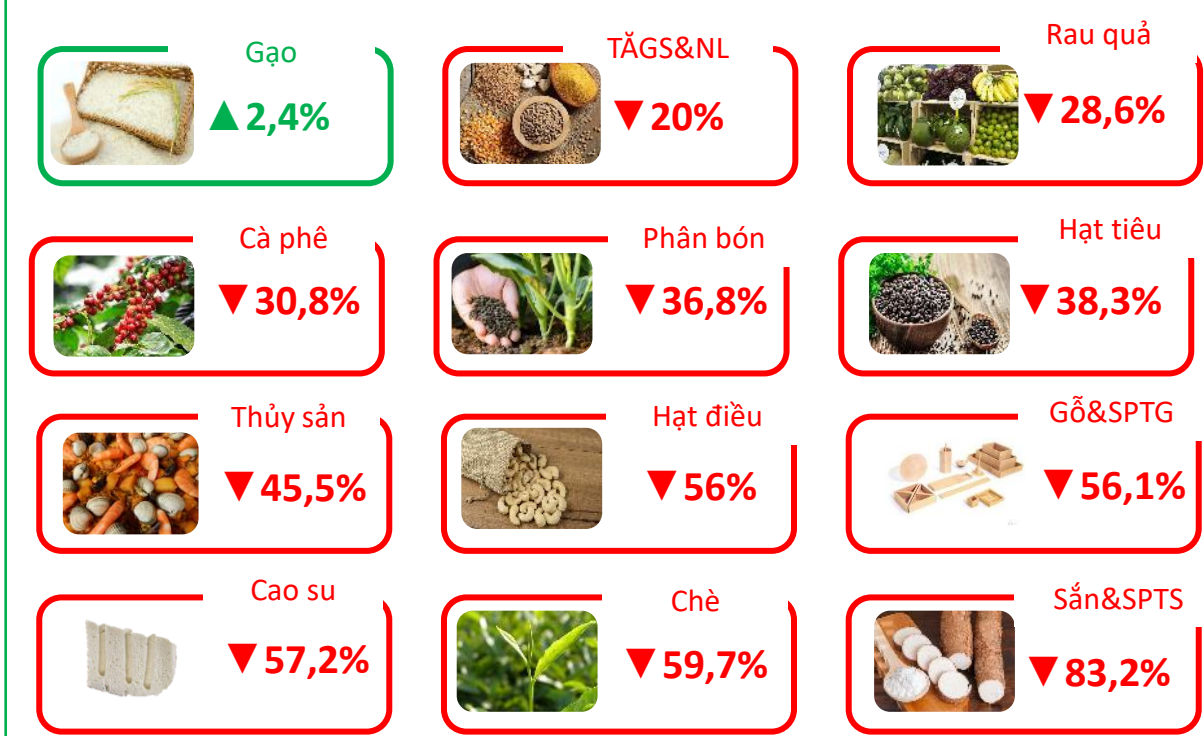 Gạo
▲2,4%
TĂGS&NL
▼20%
Rau quả
▼28,6%
Cà phê
▼30,8%
Phân bón
▼36,8%
Hạt tiêu
▼38,3%
Thủy sản
▼45,5%
Hạt điều
▼56%
Gỗ&SPTG
▼56,1%
Cao su
▼57,2%
Chè
▼59,7%
Sắn&SPTS
▼83,2%